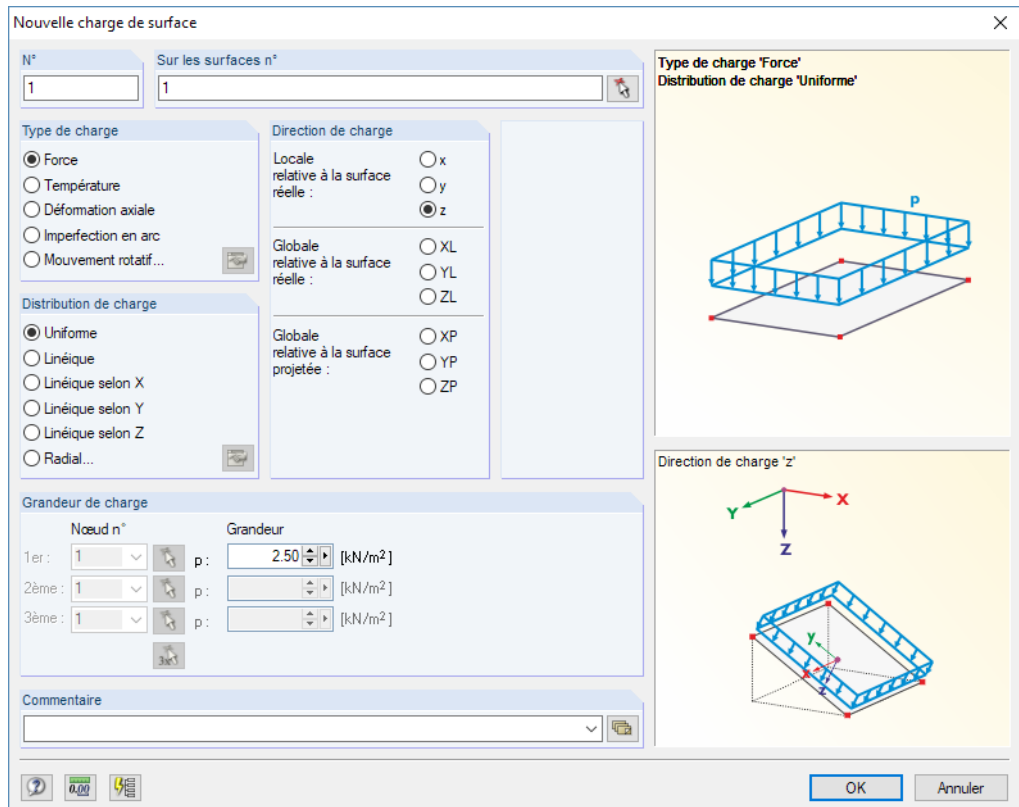 Nouvelle charge de surface
N°
1
Sur les surfaces n°
1
Type de charge
Force
Température
Déformation axiale
Imperfection en arc
Mouvement rotatif...
Distribution de charge
Uniforme
Linéique
Linéique selon X
Linéique selon Y
Linéique selon Z
Radial...
Direction de charge
Locale
relative à la surface
réelle :
x
y
z
Globale
relative à la surface
réelle :
XL
YL
ZL
Globale
relative à la surface
projetée :
XP
YP
ZP
Grandeur de charge
Nœud n° Grandeur
1er : 1 p : 2.50 [kN/m²]
2ème : 1 p : [kN/m²]
3ème : 1 p : [kN/m²]
3x
Commentaire
Type de charge 'Force'
Distribution de charge 'Uniforme'
p
Direction de charge 'z'
X
Y
Z
y
x
z
0.00
OK
Annuler